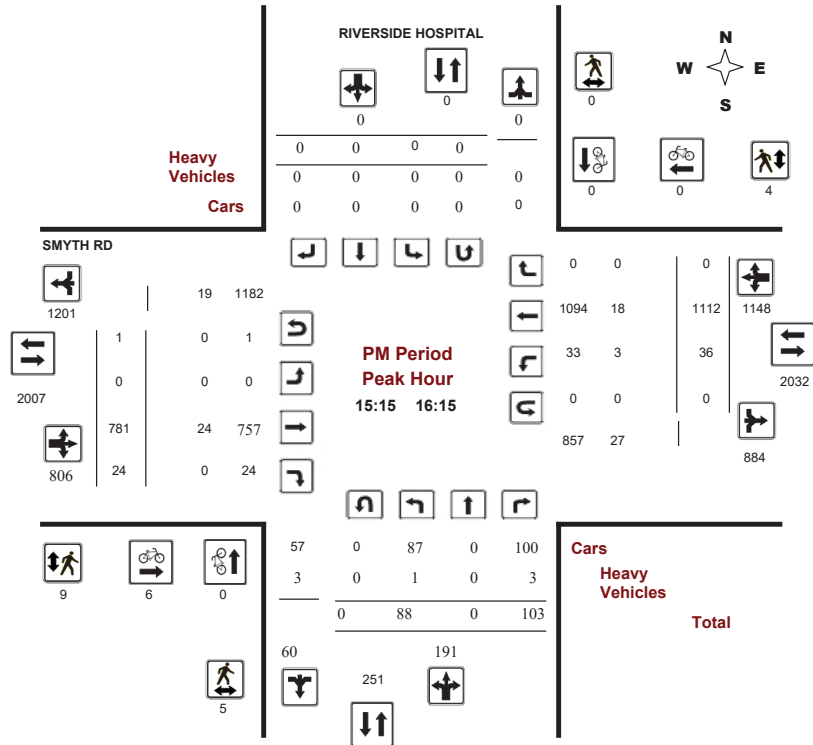 RIVERSIDE HOSPITAL
N
W E
S
0 0
0 0
0 0 0 0
Heavy
Vehicles
0 0 0 0 0
Cars
0 0 0 0 0
0 0 4
SMYTH RD
1201
19 1182
0 0 0
1094 18 1112 1148
1 0 1
33 3 36
2007
0 0 0
PM Period
Peak Hour
15:15 16:15
2032
0 0 0
781 24 757
857 27
806
24 0 24
884
57 0 87 0 100
Cars
3 0 1 0 3
Heavy
Vehicles
9 6 0
0 88 0 103
Total
60 191
251
5